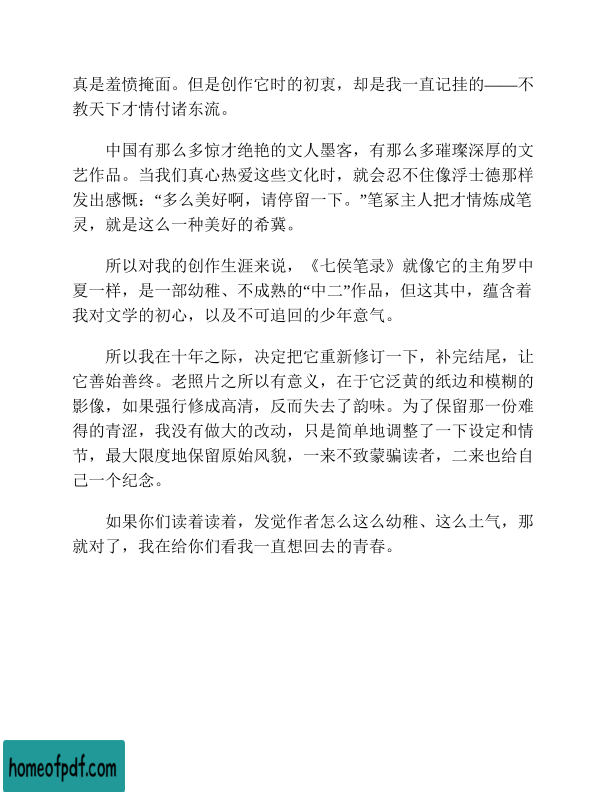 真是羞愤掩面。但是创作它时的初衷，却是我一直记挂的——不
教天下才情付诸东流。
中国有那么多惊才绝艳的文人墨客，有那么多璀璨深厚的文
艺作品。当我们真心热爱这些文化时，就会忍不住像浮士德那样
发出感慨：“多么美好啊，请停留一下。”笔冢主人把才情炼成笔
灵，就是这么一种美好的希冀。
所以对我的创作生涯来说，《七侯笔录》就像它的主角罗中
夏一样，是一部幼稚、不成熟的“中二”作品，但这其中，蕴含着
我对文学的初心，以及不可追回的少年意气。
所以我在十年之际，决定把它重新修订一下，补完结尾，让
它善始善终。老照片之所以有意义，在于它泛黄的纸边和模糊的
影像，如果强行修成高清，反而失去了韵味。为了保留那一份难
得的青涩，我没有做大的改动，只是简单地调整了一下设定和情
节，最大限度地保留原始风貌，一来不致蒙骗读者，二来也给自
己一个纪念。
如果你们读着读着，发觉作者怎么这么幼稚、这么土气，那
就对了，我在给你们看我一直想回去的青春。
homeofpdf.com